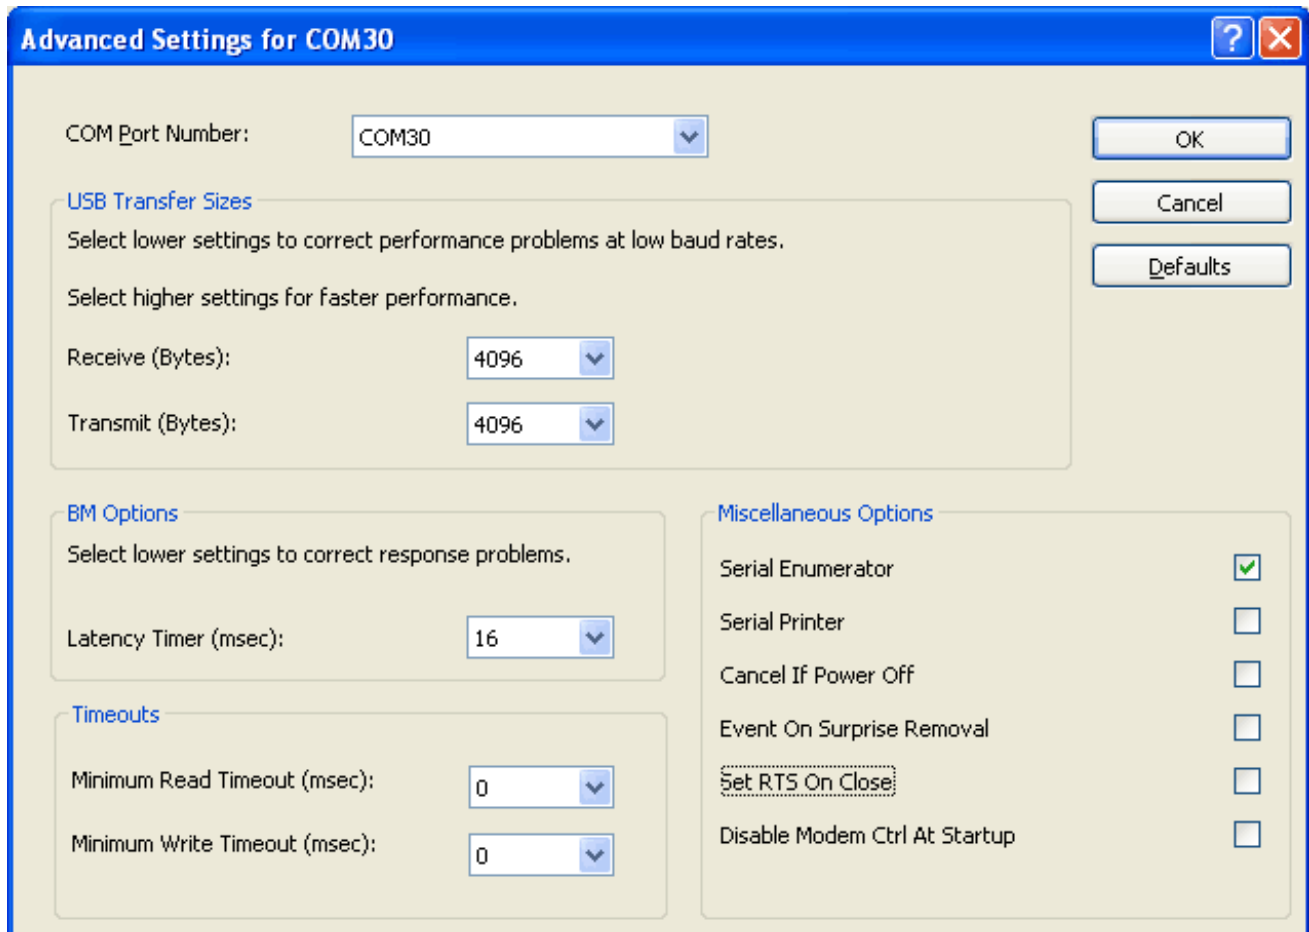 Advanced Settings for COM30
COM Port Number:
COM30
OK
USB Transfer Sizes
Cancel
Select lower settings to correct performance problems at low baud rates.
Defaults
Select higher settings for faster performance.
Receive (Bytes):
4096
Transmit (Bytes):
4096
BM Options
Select lower settings to correct response problems.
Latency Timer (msec):
16
Timeouts
Minimum Read Timeout (msec):
0
Minimum Write Timeout (msec):
0
Miscellaneous Options
Serial Enumerator
Serial Printer
Cancel If Power Off
Event On Surprise Removal
Set RTS On Close
Disable Modem Ctrl At Startup